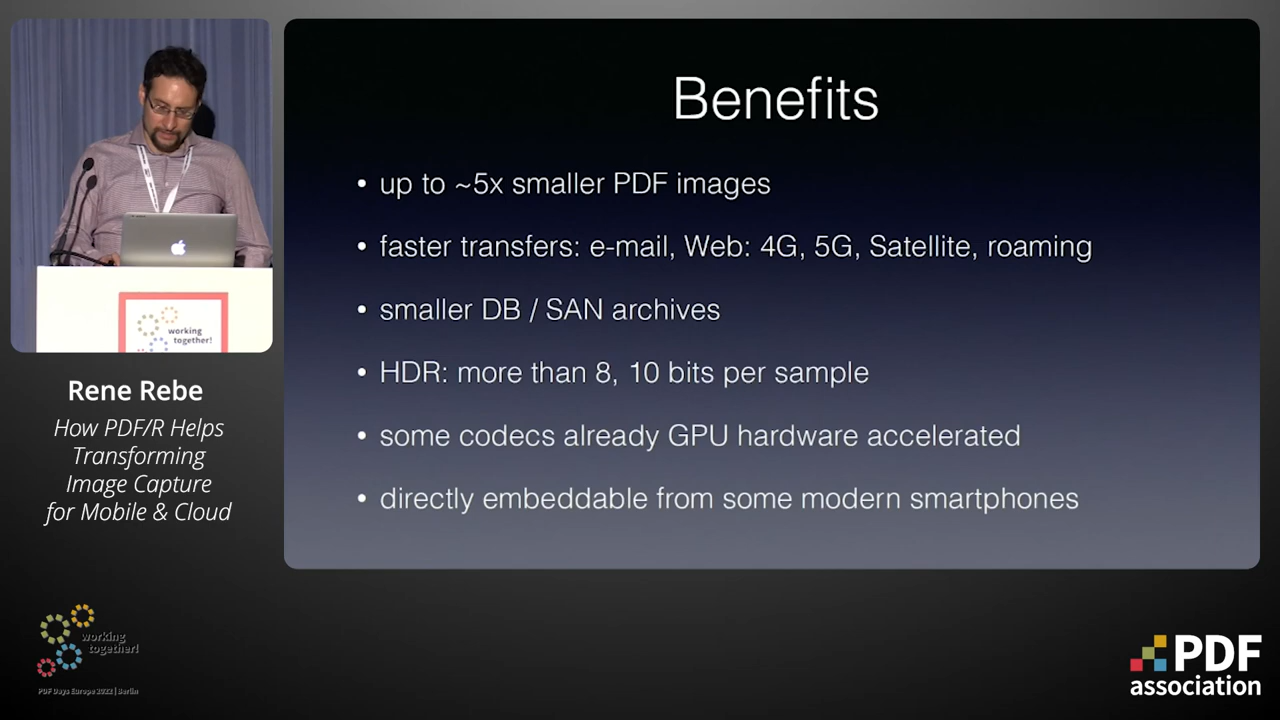 Benefits
• up to ~5x smaller PDF images
• faster transfers: e-mail, Web: 4G, 5G, Satellite, roaming
• smaller DB / SAN archives
• HDR: more than 8, 10 bits per sample
• some codecs already GPU hardware accelerated
• directly embeddable from some modern smartphones
working
together!
Rene Rebe
How PDF/R Helps
Transforming
Image Capture
for Mobile & Cloud
working
together!
PDF Days Europe 2022 | Berlin
PDF
association